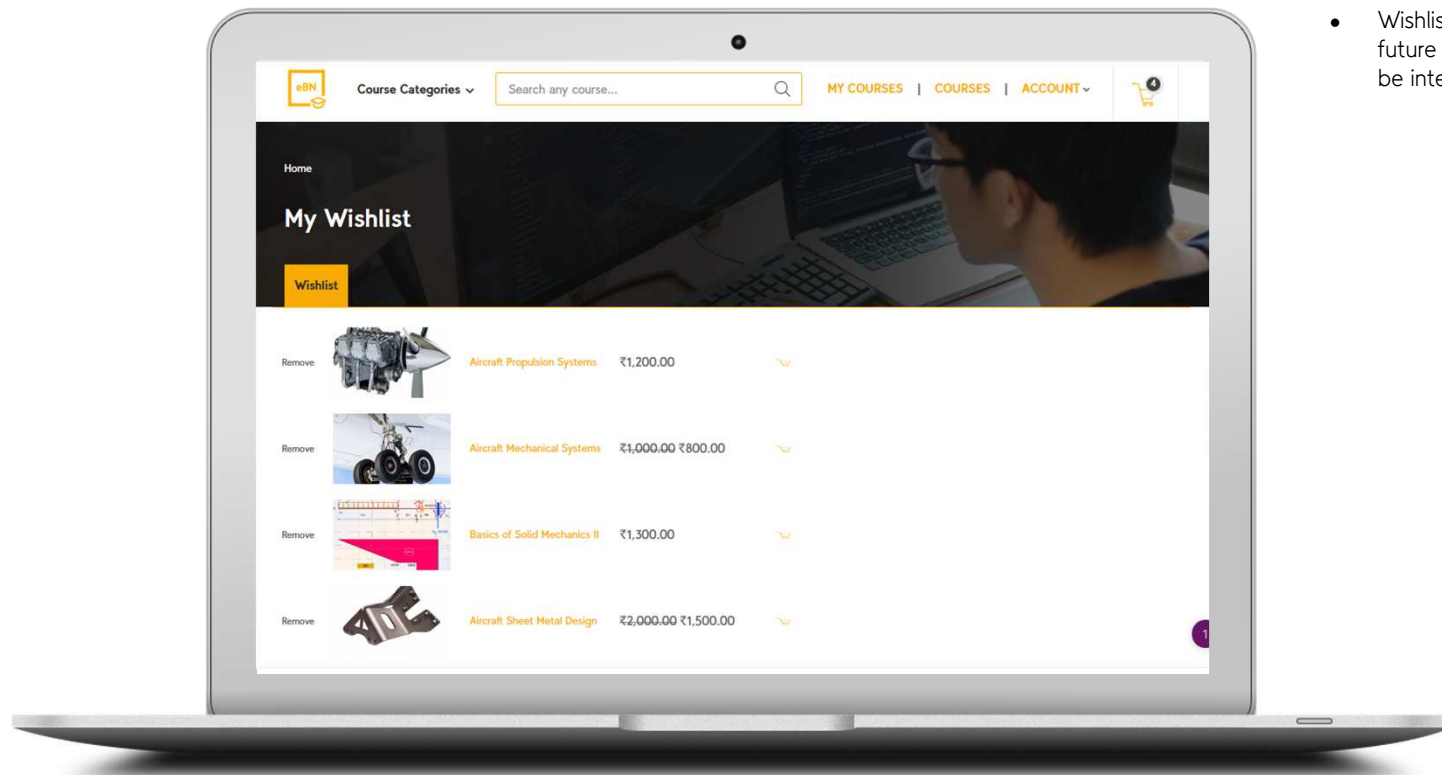 eBN
Course Categories
Search any course...
MY COURSES | COURSES | ACCOUNT
4
Home
My Wishlist
Wishlist
Remove Aircraft Propulsion Systems ₹1,200.00
Remove Aircraft Mechanical Systems ₹1,000.00 ₹800.00
Remove Basics of Solid Mechanics II ₹1,300.00
Remove Aircraft Sheet Metal Design ₹2,000.00 ₹1,500.00
1
• Wishlis
future
be inte